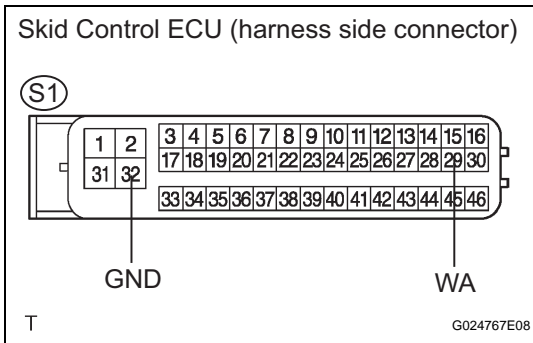 Skid Control ECU (harness side connector)
S1
1 2 3 4 5 6 7 8 9 10 11 12 13 14 15 16
17 18 19 20 21 22 23 24 25 26 27 28 29 30
31 32
33 34 35 36 37 38 39 40 41 42 43 44 45 46
GND WA
T G024767E08